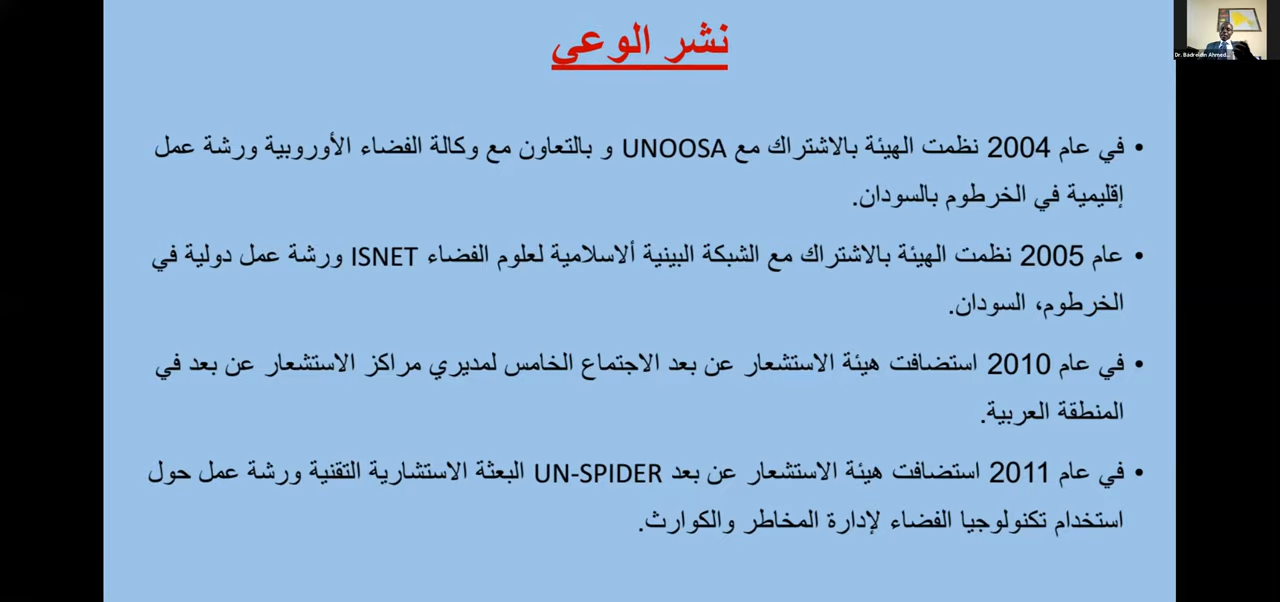 نشر الوعي
• في عام 2004 نظمت الهيئة بالاشتراك مع UNOOSA و بالتعاون مع وكالة الفضاء الأوروبية ورشة عمل
إقليمية في الخرطوم بالسودان.
• عام 2005 نظمت الهيئة بالاشتراك مع الشبكة البينية ألاسلامية لعلوم الفضاء ISNET ورشة عمل دولية في
الخرطوم، السودان.
• في عام 2010 استضافت هيئة الاستشعار عن بعد الاجتماع الخامس لمديري مراكز الاستشعار عن بعد في
المنطقة العربية.
• في عام 2011 استضافت هيئة الاستشعار عن بعد UN-SPIDER البعثة الاستشارية التقنية ورشة عمل حول
استخدام تكنولوجيا الفضاء لإدارة المخاطر والكوارث.
Dr. Badreldin Ahmed...